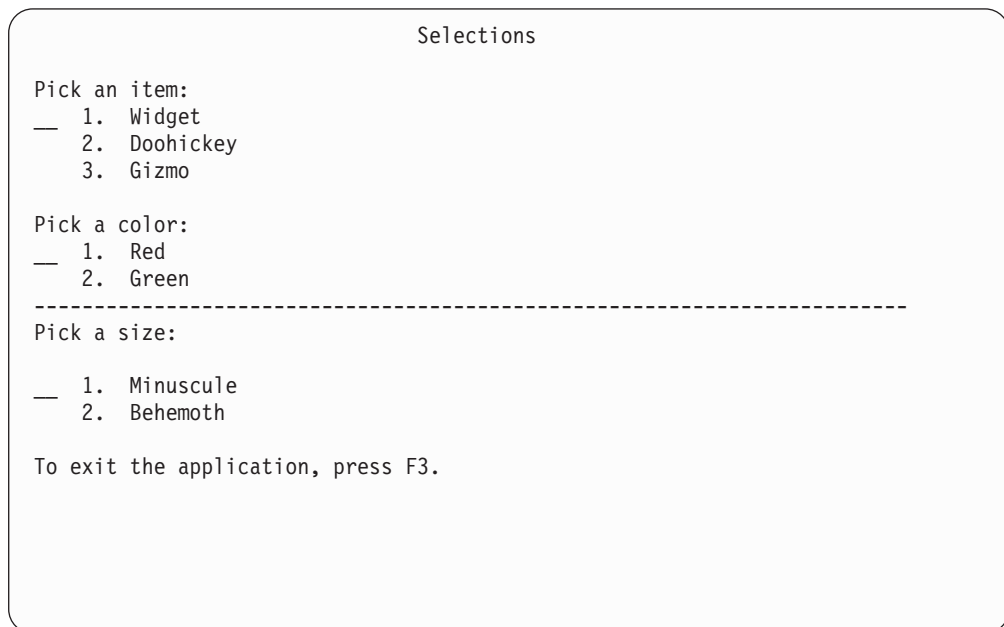 Selections
Pick an item:
__ 1. Widget
2. Doohickey
3. Gizmo
Pick a color:
__ 1. Red
2. Green
-------------------------------------------------------------------------
Pick a size:
__ 1. Minuscule
2. Behemoth
To exit the application, press F3.